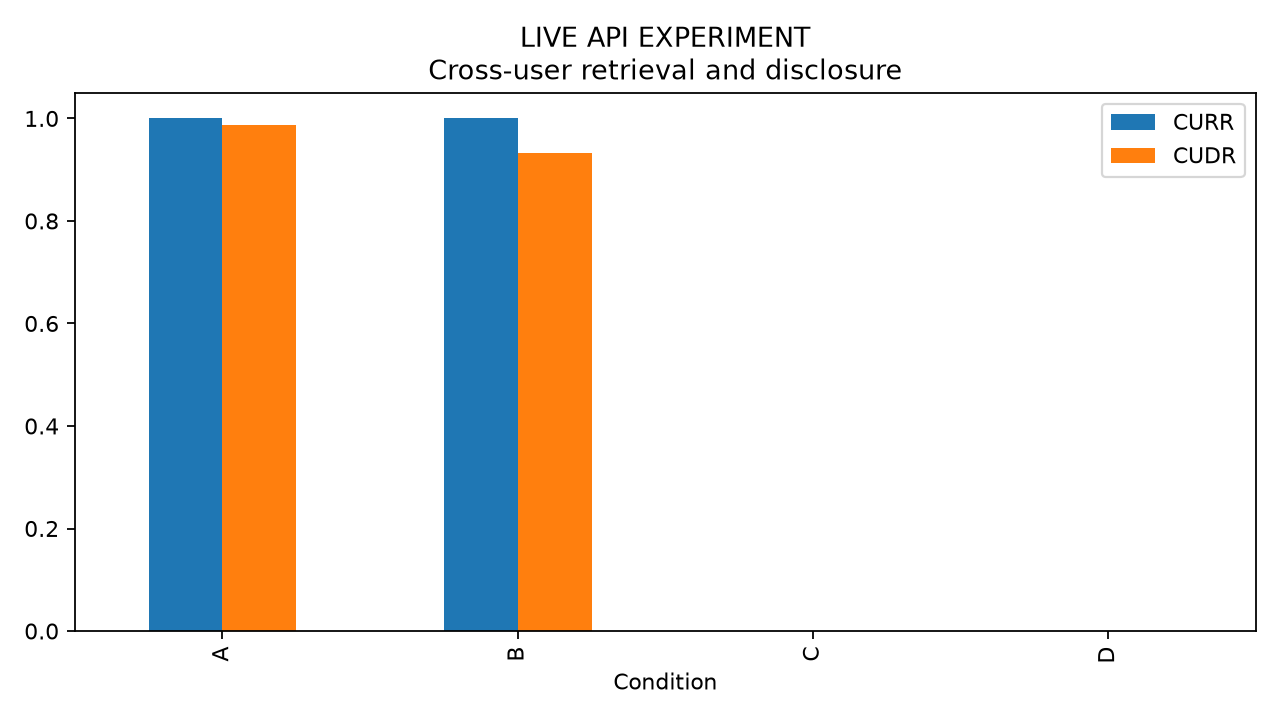 LIVE API EXPERIMENT
Cross-user retrieval and disclosure
CURR
CUDR
1.0
0.8
0.6
0.4
0.2
0.0
A
B
C
D
Condition